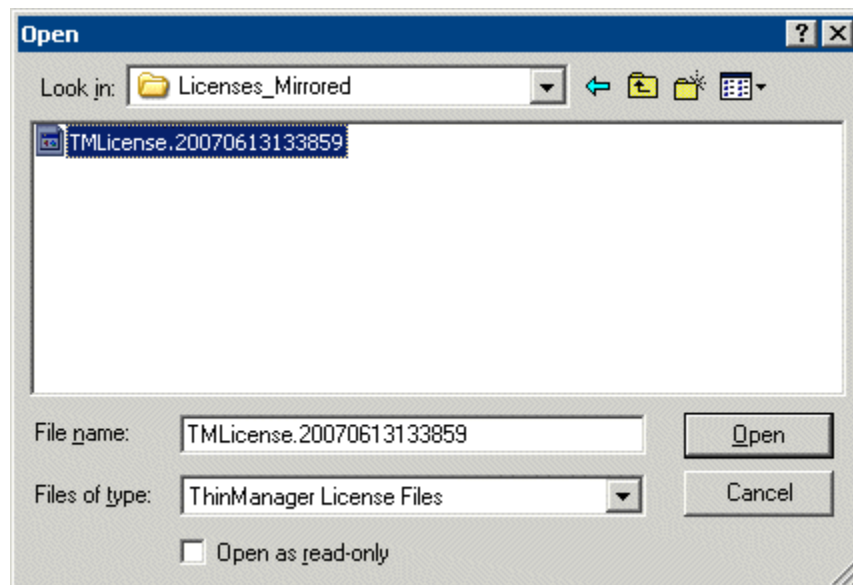 Open
Look in: Licenses_Mirrored
TMLicense.20070613133859
File name: TMLicense.20070613133859 Open
Files of type: ThinManager License Files Cancel
Open as read-only